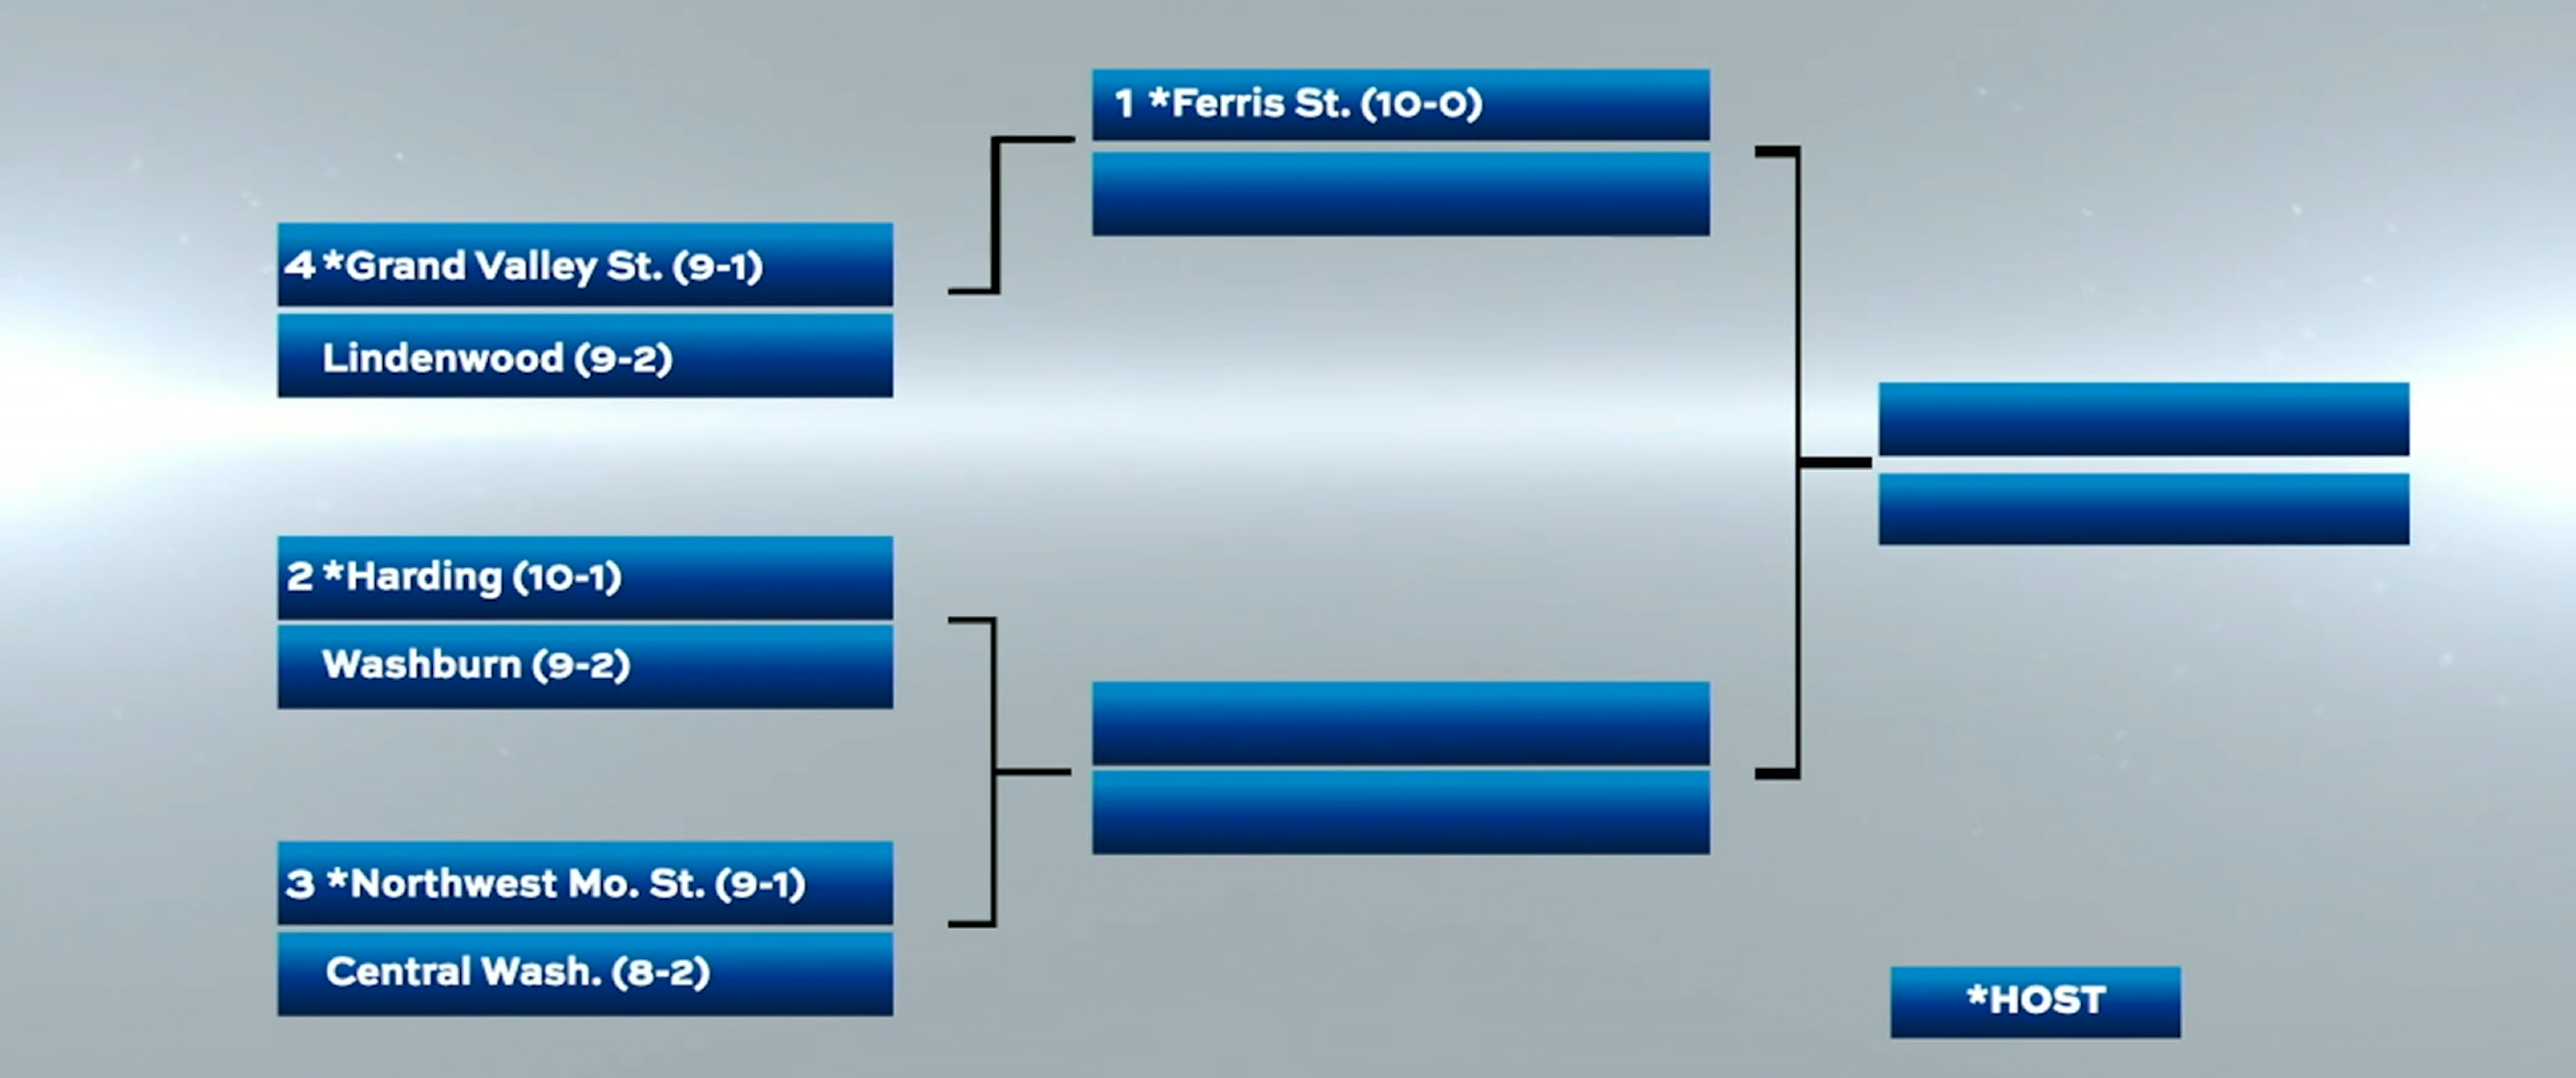 1 *Ferris St. (10-0)
4 *Grand Valley St. (9-1)
Lindenwood (9-2)
2 *Harding (10-1)
Washburn (9-2)
3 *Northwest Mo. St. (9-1)
Central Wash. (8-2)
*HOST